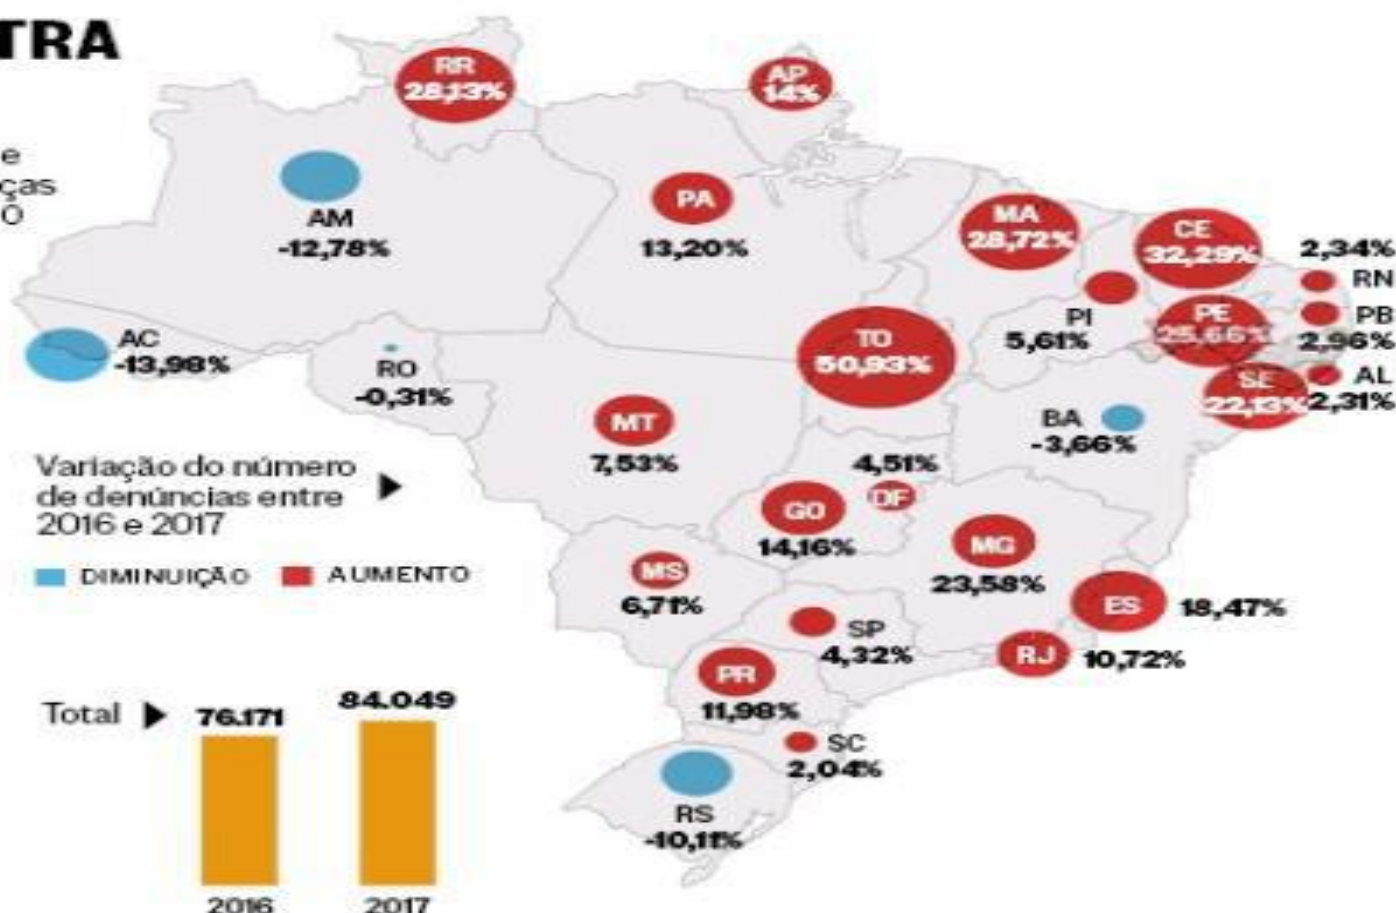 TRA
e
ças
0
RR
28,13%
AP
14%
AM
-12,78%
PA
13,20%
MA
28,72%
CE
32,29%
2,34%
RN
PI
5,61%
PE
25,66%
PB
2,96%
AC
-13,98%
RO
-0,31%
TO
50,93%
SE
22,13%
AL
2,31%
MT
7,53%
BA
-3,66%
Variação do número
de denúncias entre
2016 e 2017
DIMINUIÇÃO
AUMENTO
4,51%
DF
GO
14,16%
MG
23,58%
MS
6,71%
ES
18,47%
SP
4,32%
RJ
10,72%
PR
11,98%
SC
2,04%
RS
-10,11%
Total
76.171
84.049
2016
2017